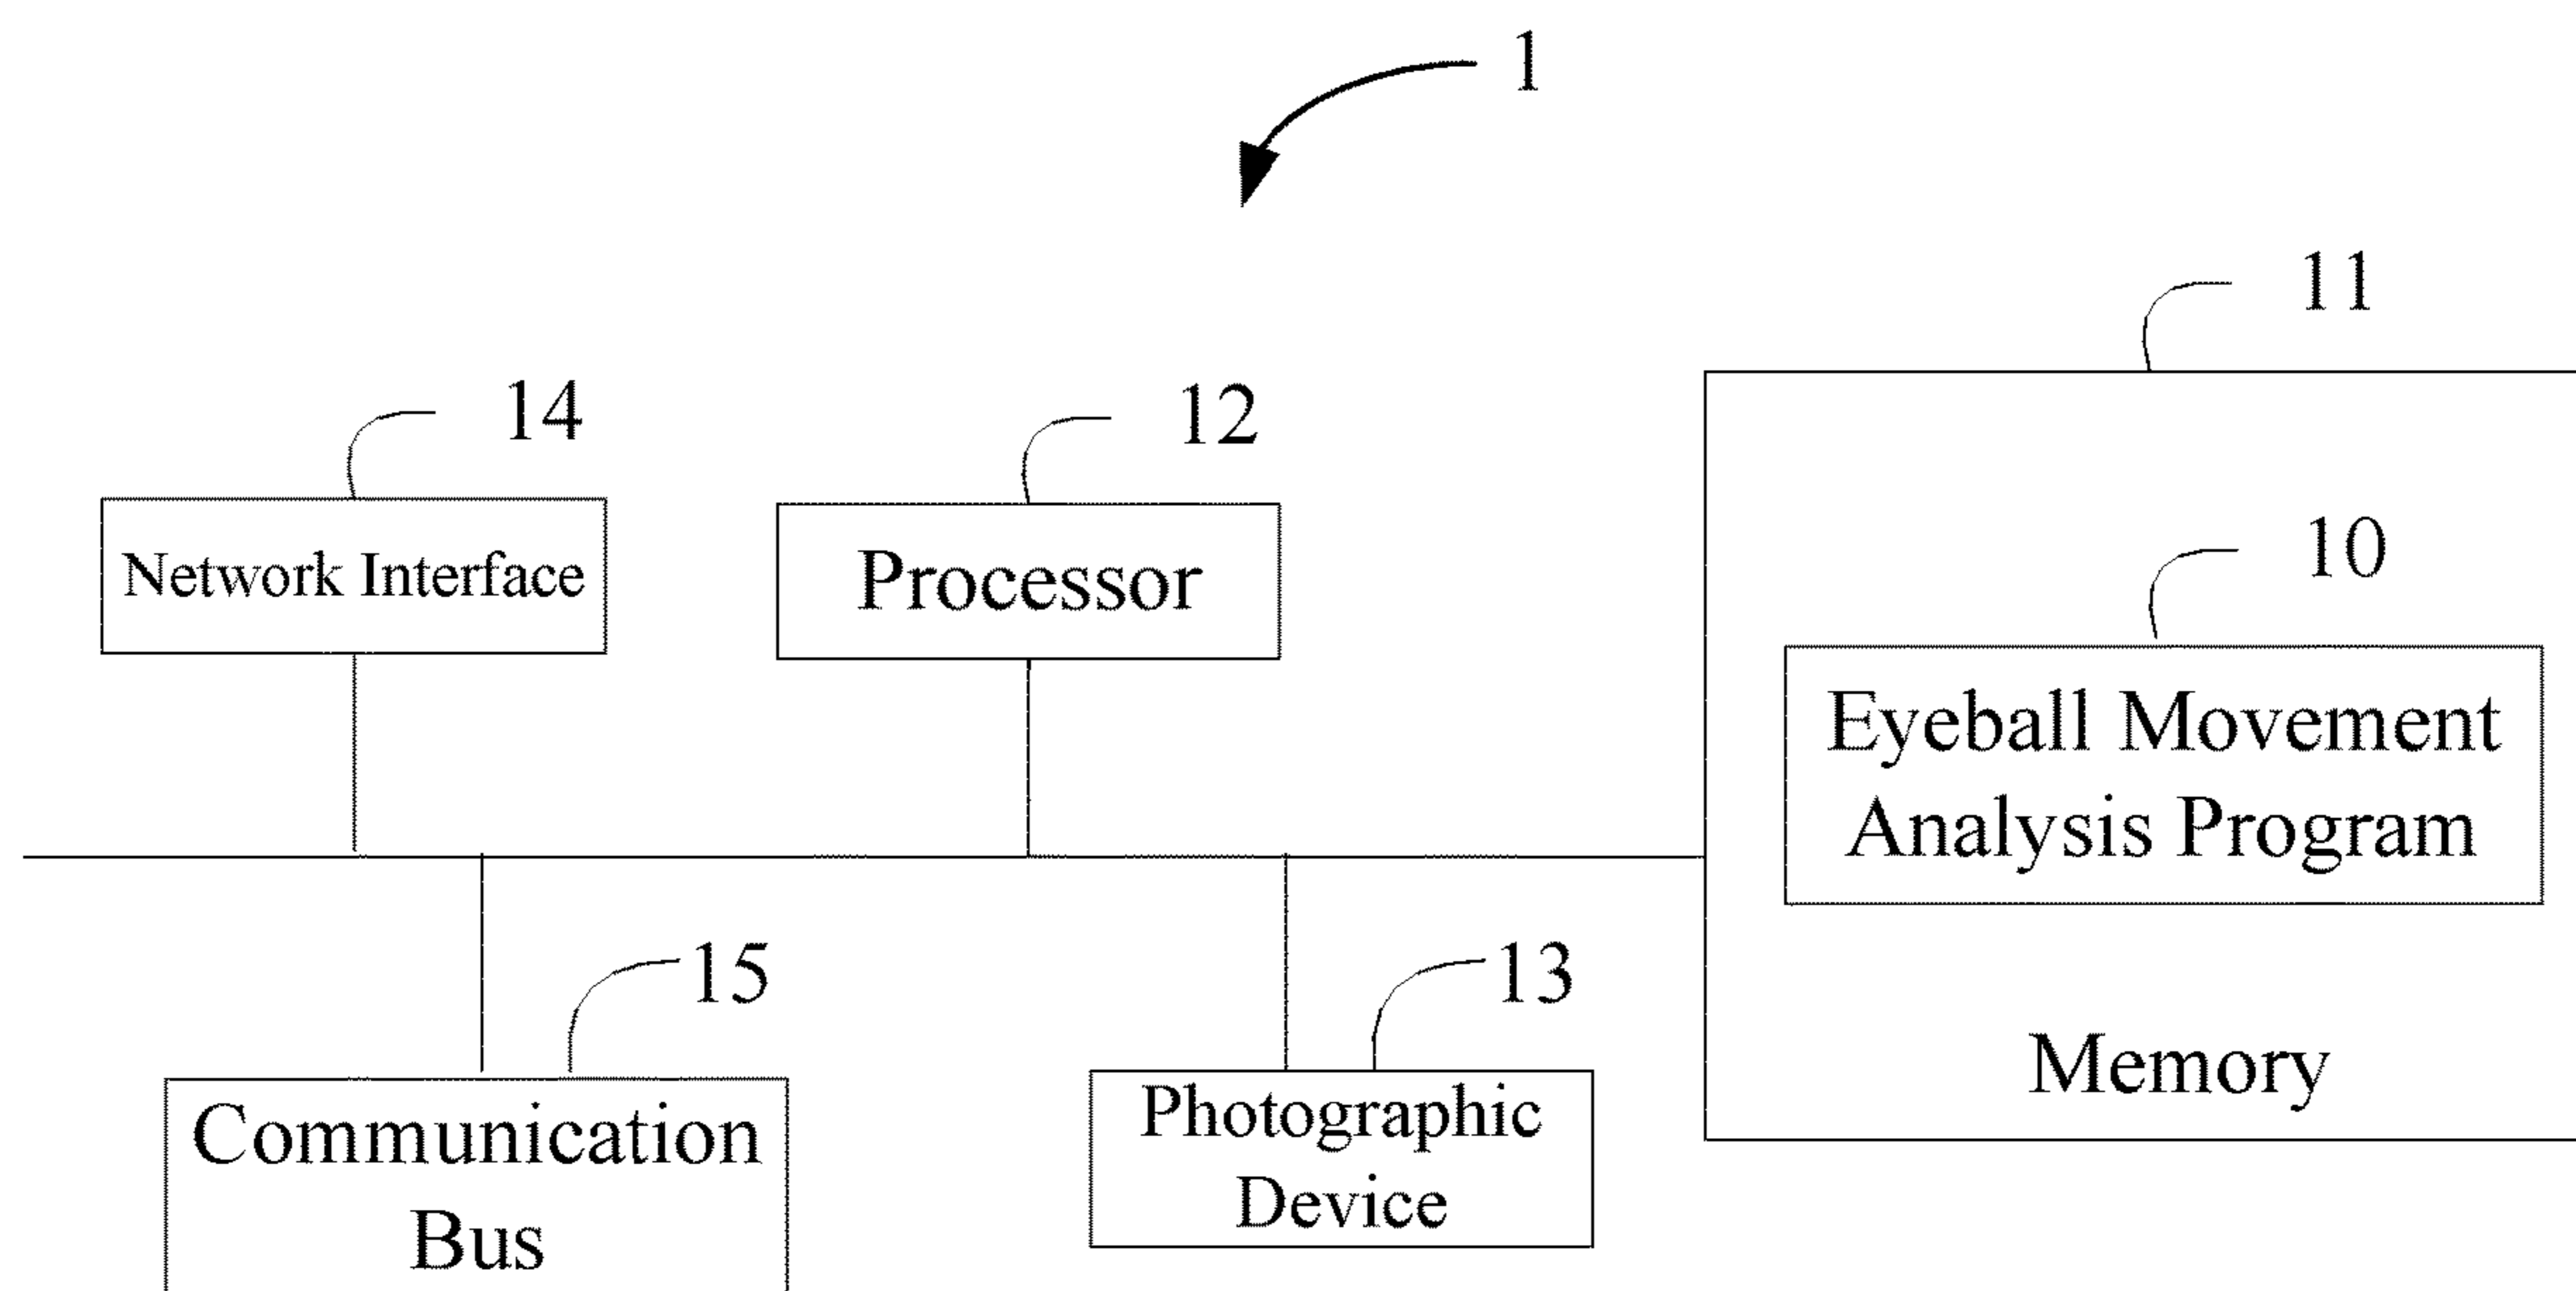 1
11
14
12
Network Interface
Processor
10
Eyeball Movement
Analysis Program
15
13
Memory
Communication
Bus
Photographic
Device